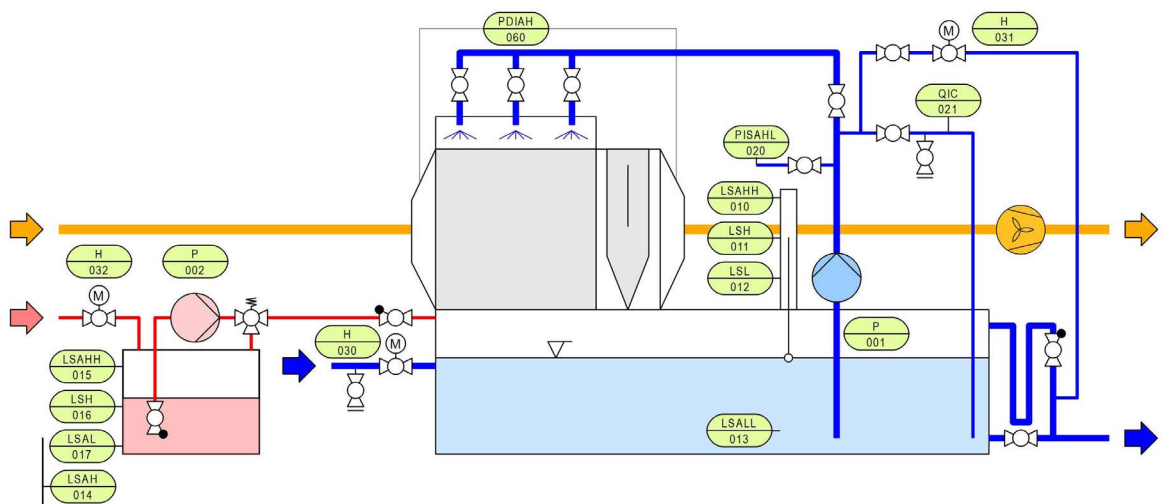 PDIAH
060
M
H
031
QIC
021
PISAHL
020
LSAHH
010
LSH
011
LSL
012
H
032
P
002
M
H
030
M
P
001
LSAHH
015
LSH
016
LSAL
017
LSAH
014
LSALL
013